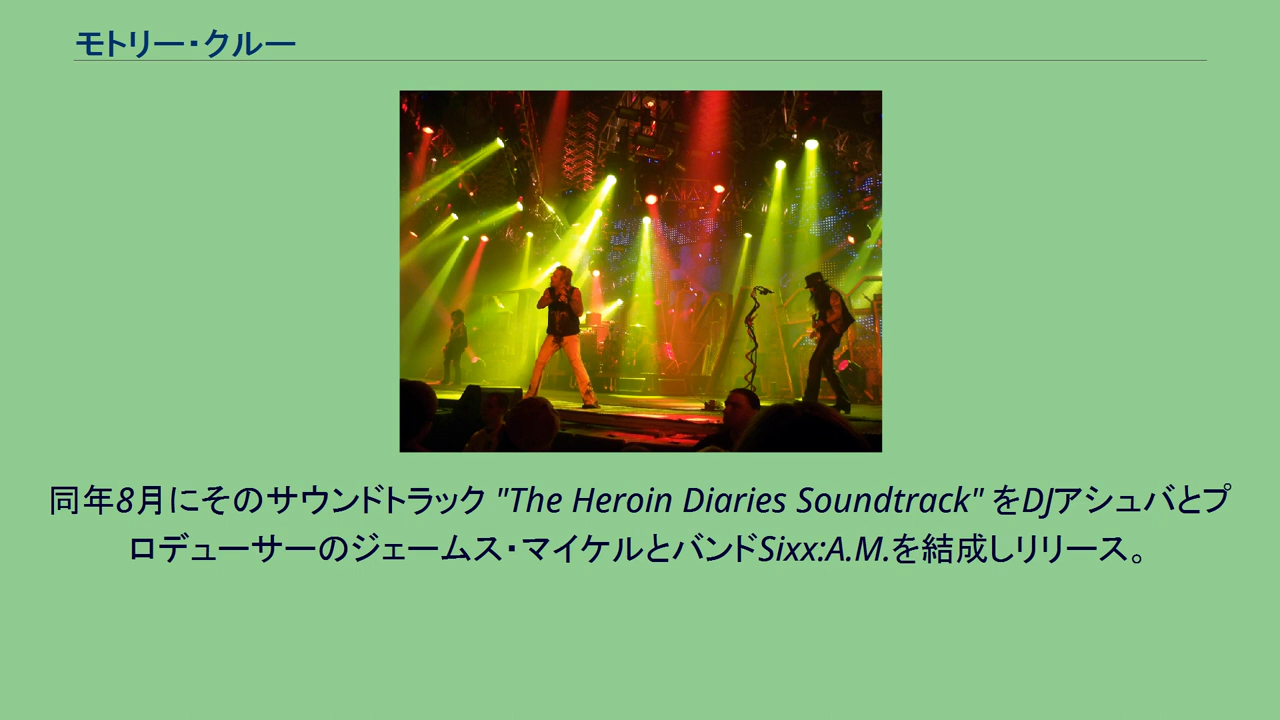 モトリー・クルー
同年8月にそのサウンドトラック "The Heroin Diaries Soundtrack" をDJアシュバとプ
ロデューサーのジェームス・マイケルとバンドSixx:A.M.を結成しリリース。